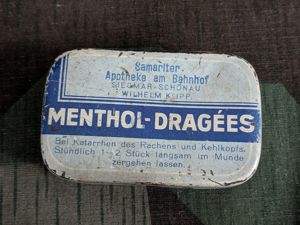 Samariter
Apotheke am Bahnhof
SIEGMAR-SCHÖNAU
WILHELM KLIPP
MENTHOL-DRAGÉES
Bei Katarrhen des Rachens und Kehlkopfs.
Stündlich 1-2 Stück langsam im Munde
zergehen lassen.